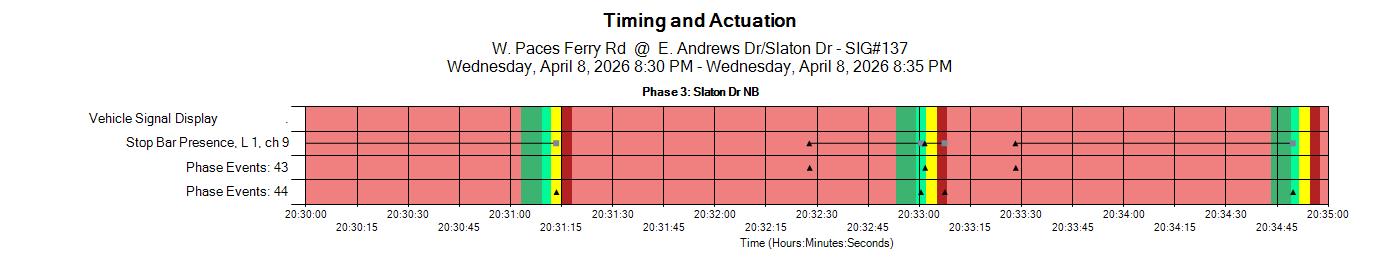 Timing and Actuation
W. Paces Ferry Rd @ E. Andrews Dr/Slaton Dr - SIG#137
Wednesday, April 8, 2026 8:30 PM - Wednesday, April 8, 2026 8:35 PM
Phase 3: Slaton Dr NB
Vehicle Signal Display .
Stop Bar Presence, L 1, ch 9
Phase Events: 43
Phase Events: 44
20:30:00 20:30:30 20:31:00 20:31:30 20:32:00 20:32:30 20:33:00 20:33:30 20:34:00 20:34:30 20:35:00
20:30:15 20:30:45 20:31:15 20:31:45 20:32:15 20:32:45 20:33:15 20:33:45 20:34:15 20:34:45
Time (Hours:Minutes:Seconds)